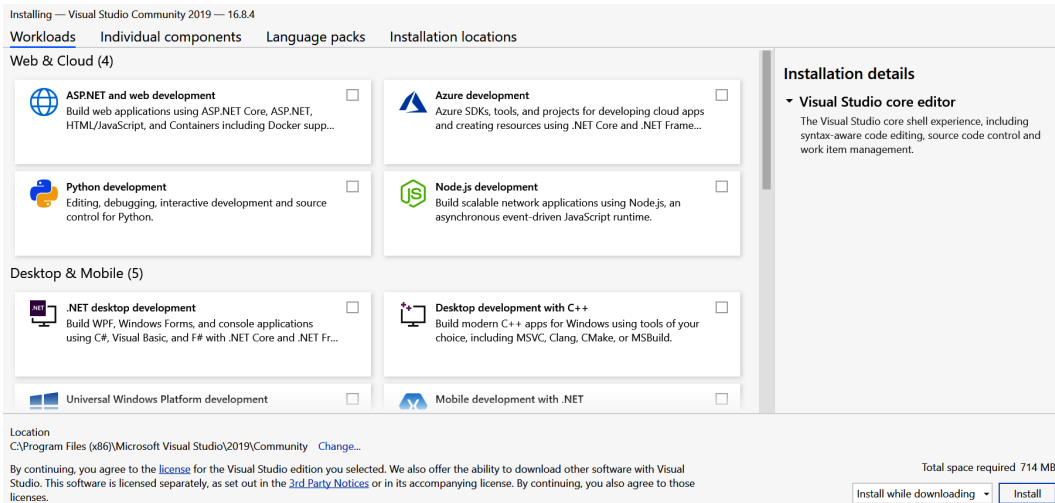 Installing — Visual Studio Community 2019 — 16.8.4
Workloads Individual components Language packs Installation locations
Web & Cloud (4)
ASP.NET and web development
Build web applications using ASP.NET Core, ASP.NET,
HTML/JavaScript, and Containers including Docker supp...
Azure development
Azure SDKs, tools, and projects for developing cloud apps
and creating resources using .NET Core and .NET Frame...
Python development
Editing, debugging, interactive development and source
control for Python.
JS
Node.js development
Build scalable network applications using Node.js, an
asynchronous event-driven JavaScript runtime.
Desktop & Mobile (5)
.NET
.NET desktop development
Build WPF, Windows Forms, and console applications
using C#, Visual Basic, and F# with .NET Core and .NET Fr...
++
Desktop development with C++
Build modern C++ apps for Windows using tools of your
choice, including MSVC, Clang, CMake, or MSBuild.
Universal Windows Platform development
Mobile development with .NET
Installation details
Visual Studio core editor
The Visual Studio core shell experience, including
syntax-aware code editing, source code control and
work item management.
Location
C:\Program Files (x86)\Microsoft Visual Studio\2019\Community Change...
By continuing, you agree to the license for the Visual Studio edition you selected. We also offer the ability to download other software with Visual
Studio. This software is licensed separately, as set out in the 3rd Party Notices or in its accompanying license. By continuing, you also agree to those
licenses.
Total space required 714 MB
Install while downloading
Install